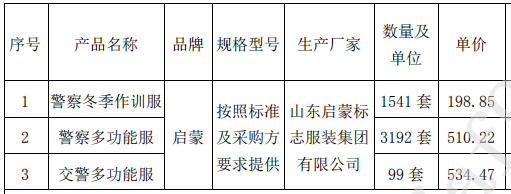 序号 产品名称 品牌 规格型号 生产厂家 数量及单位 单价
1 警察冬季作训服 启蒙 按照标准及采购方要求提供 山东启蒙标志服装集团有限公司 1541 套 198.85
2 警察多功能服 3192 套 510.22
3 交警多功能服 99 套 534.47